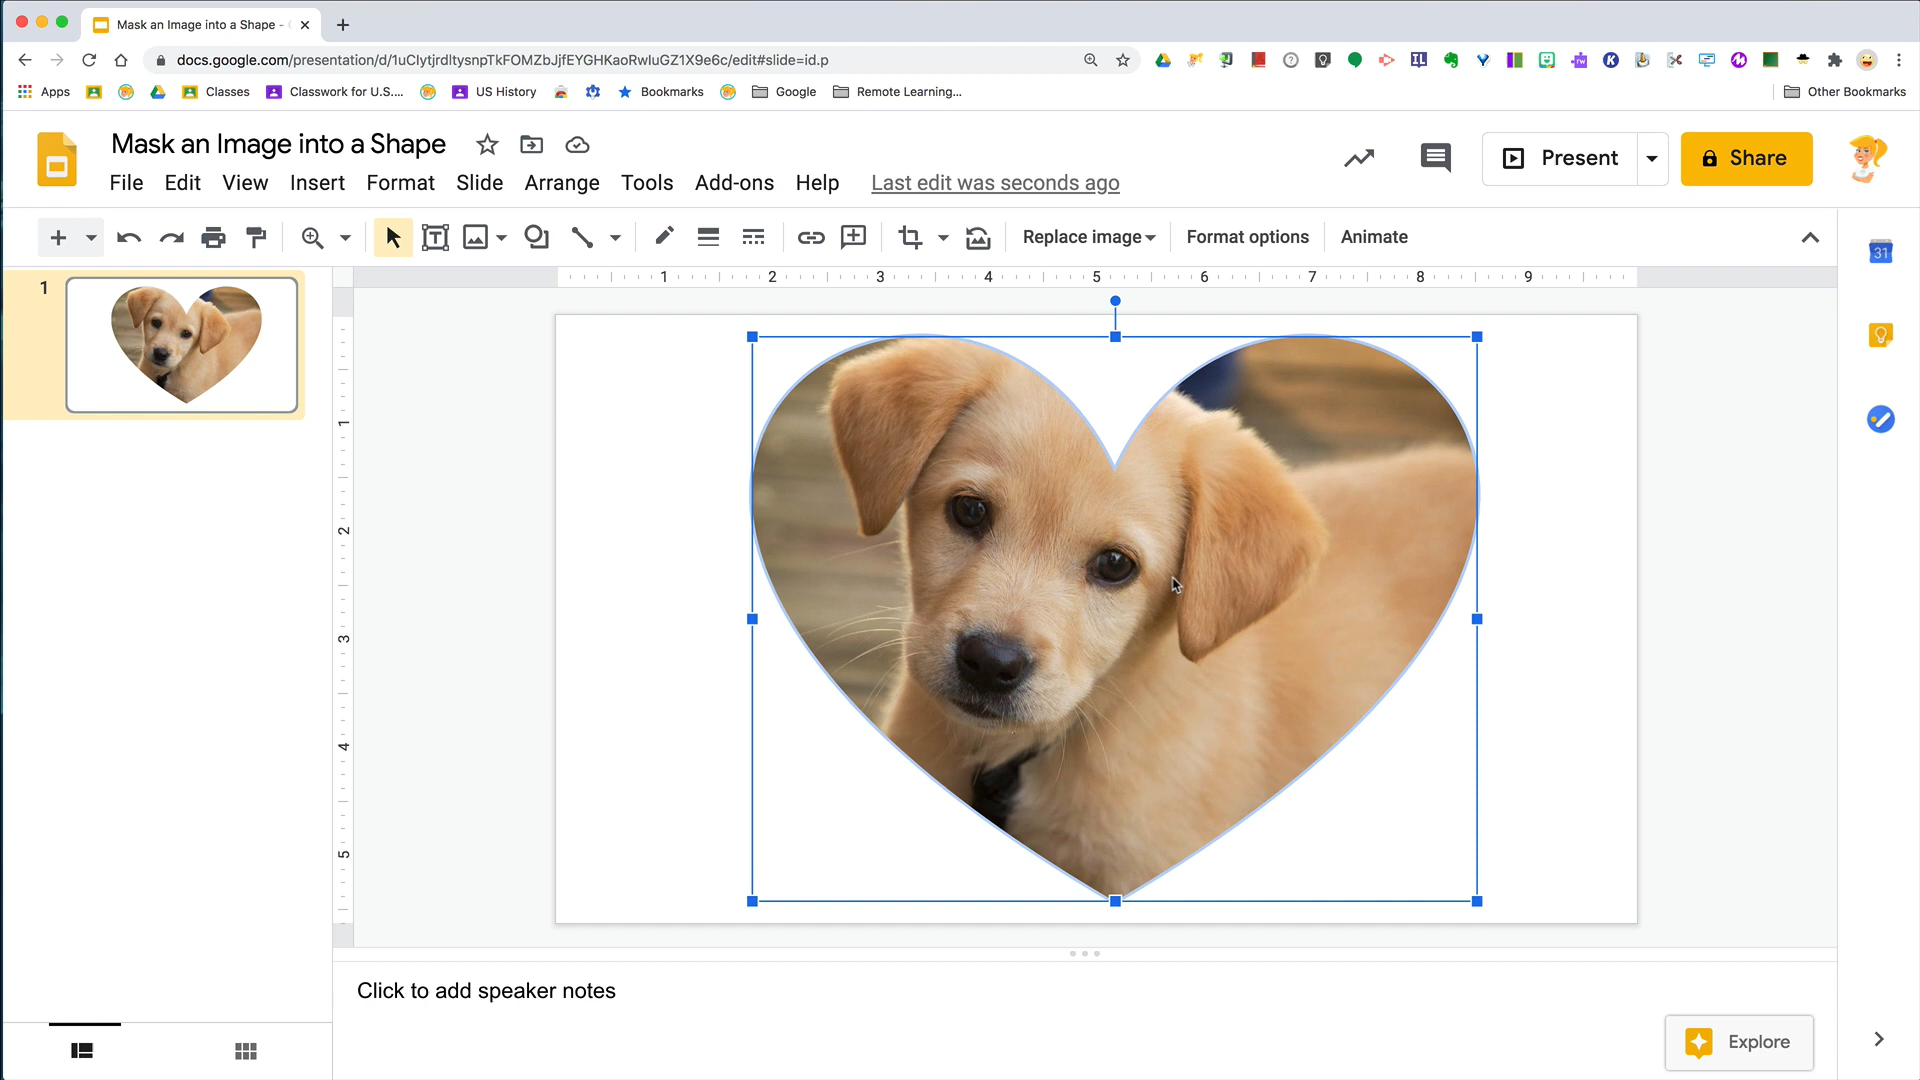 Mask an Image into a Shape -
docs.google.com/presentation/d/1uClytjrdltysnpTkFOMZbJjfEYGHKaoRwluGZ1X9e6c/edit#slide=id.p
Apps Classes Classwork for U.S.... US History Bookmarks Google Remote Learning... Other Bookmarks
Mask an Image into a Shape
Present Share
File Edit View Insert Format Slide Arrange Tools Add-ons Help Last edit was seconds ago
Replace image Format options Animate
31
1 2 3 4 5 6 7 8 9
1
1
2
3
4
5
Click to add speaker notes
Explore